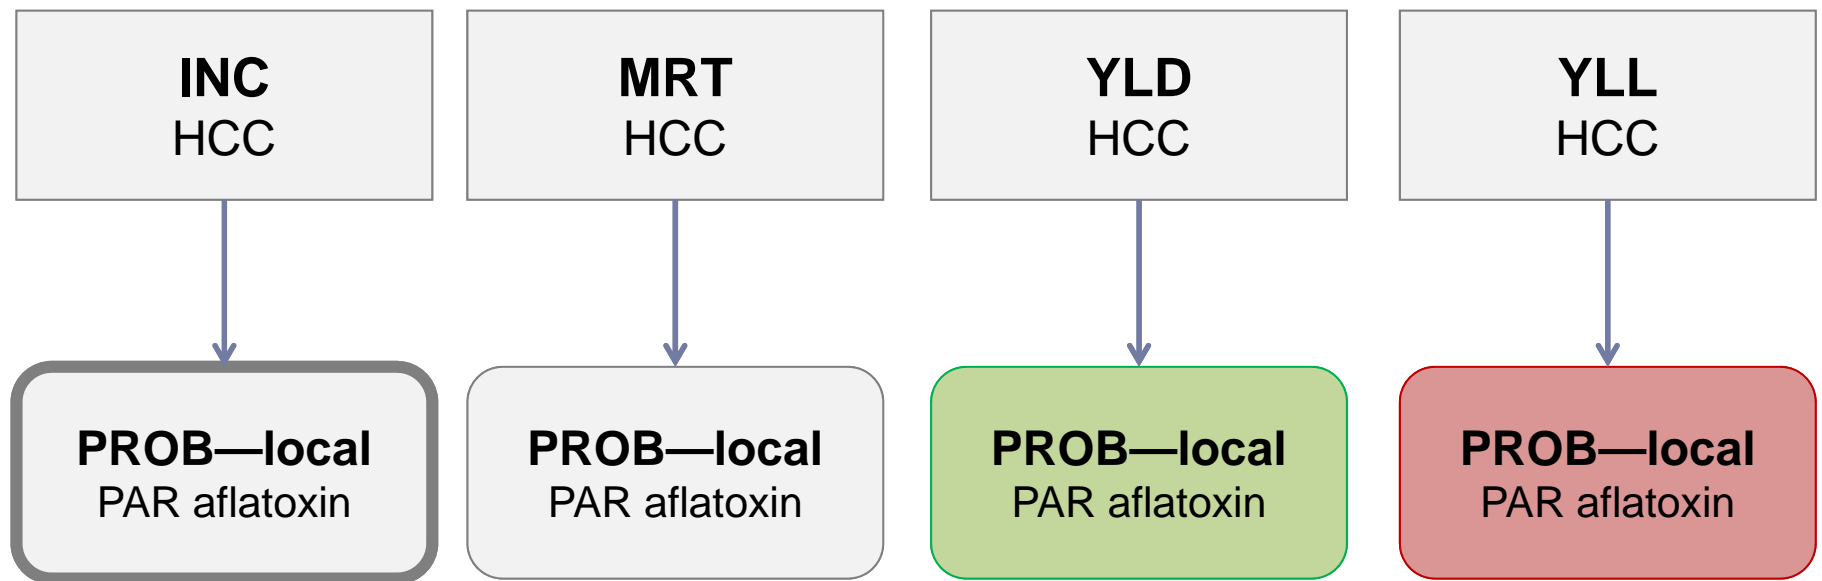 INC
HCC
MRT
HCC
YLD
HCC
YLL
HCC
PROB—local
PAR aflatoxin
PROB—local
PAR aflatoxin
PROB—local
PAR aflatoxin
PROB—local
PAR aflatoxin